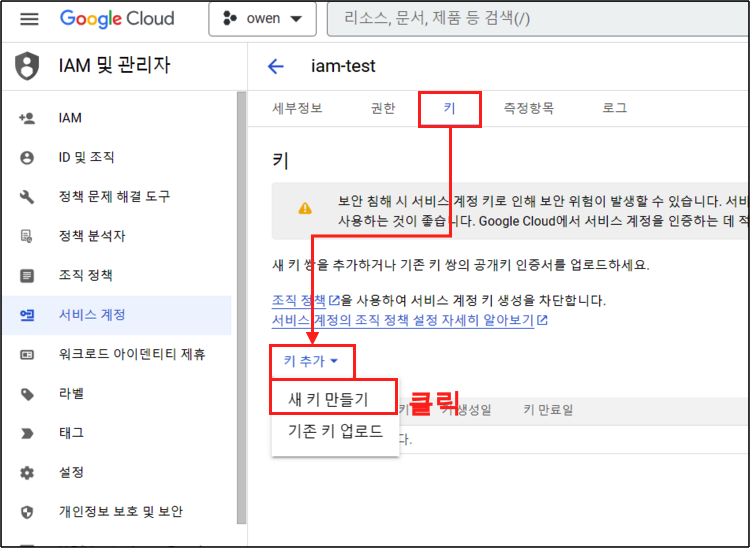 Google Cloud
owen
리소스, 문서, 제품 등 검색(/)
IAM 및 관리자
IAM
ID 및 조직
정책 문제 해결 도구
정책 분석자
조직 정책
서비스 계정
워크로드 아이덴티티 제휴
라벨
태그
설정
개인정보 보호 및 보안
iam-test
세부정보 권한 키 측정항목 로그
키
보안 침해 시 서비스 계정 키로 인해 보안 위험이 발생할 수 있습니다. 서비
사용하는 것이 좋습니다. Google Cloud에서 서비스 계정을 인증하는 데 적
새 키 쌍을 추가하거나 기존 키 쌍의 공개키 인증서를 업로드하세요.
조직 정책을 사용하여 서비스 계정 키 생성을 차단합니다.
서비스 계정의 조직 정책 설정 자세히 알아보기
키 추가
새 키 만들기 클릭
기존 키 업로드
키 생성일 키 만료일
다.